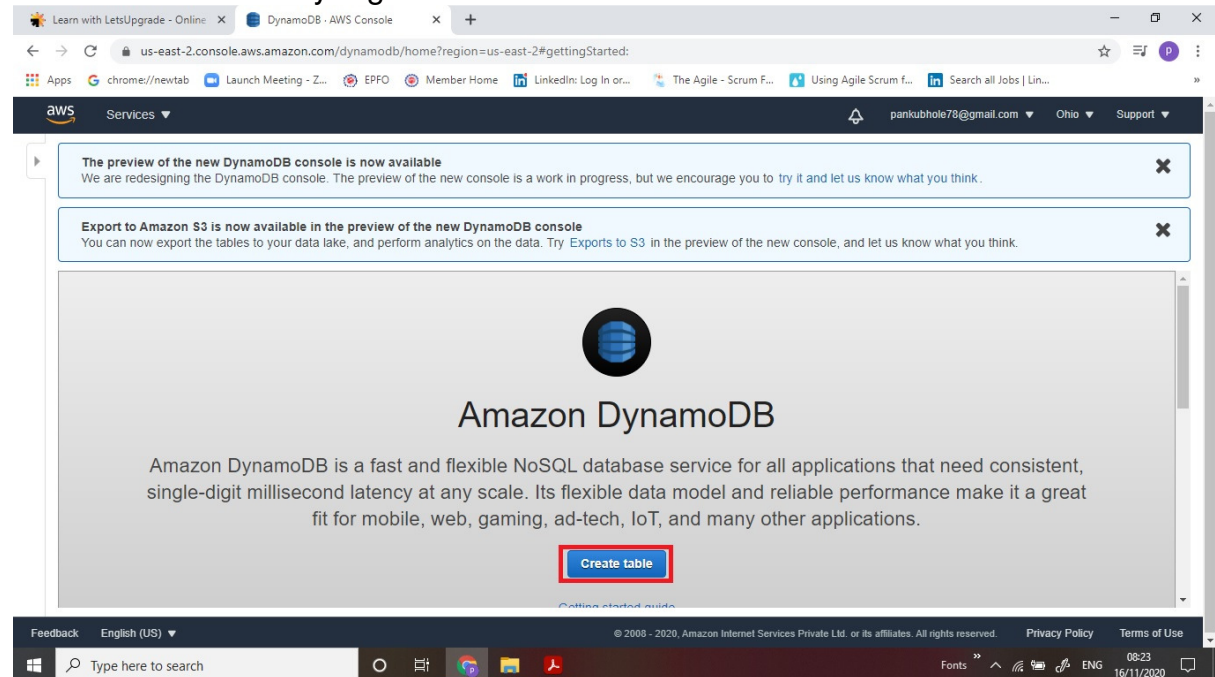 Learn with LetsUpgrade - Online
DynamoDB · AWS Console
us-east-2.console.aws.amazon.com/dynamodb/home?region=us-east-2#gettingStarted:
P
Apps
chrome://newtab
Launch Meeting - Z...
EPFO
Member Home
LinkedIn: Log In or...
The Agile - Scrum F...
Using Agile Scrum f...
Search all Jobs | Lin...
»
aws
Services
pankubhole78@gmail.com
Ohio
Support
The preview of the new DynamoDB console is now available
We are redesigning the DynamoDB console. The preview of the new console is a work in progress, but we encourage you to try it and let us know what you think.
Export to Amazon S3 is now available in the preview of the new DynamoDB console
You can now export the tables to your data lake, and perform analytics on the data. Try Exports to S3 in the preview of the new console, and let us know what you think.
Amazon DynamoDB
Amazon DynamoDB is a fast and flexible NoSQL database service for all applications that need consistent,
single-digit millisecond latency at any scale. Its flexible data model and reliable performance make it a great
fit for mobile, web, gaming, ad-tech, IoT, and many other applications.
Create table
Getting started guide
Feedback
English (US)
© 2008 - 2020, Amazon Internet Services Private Ltd. or its affiliates. All rights reserved.
Privacy Policy
Terms of Use
Type here to search
Fonts
»
ENG
08:23
16/11/2020